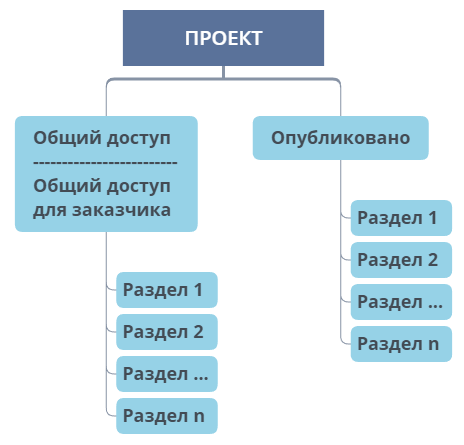 ПРОЕКТ
Общий доступ
-------------------------
Общий доступ
для заказчика
Раздел 1
Раздел 2
Раздел ...
Раздел n
Опубликовано
Раздел 1
Раздел 2
Раздел ...
Раздел n